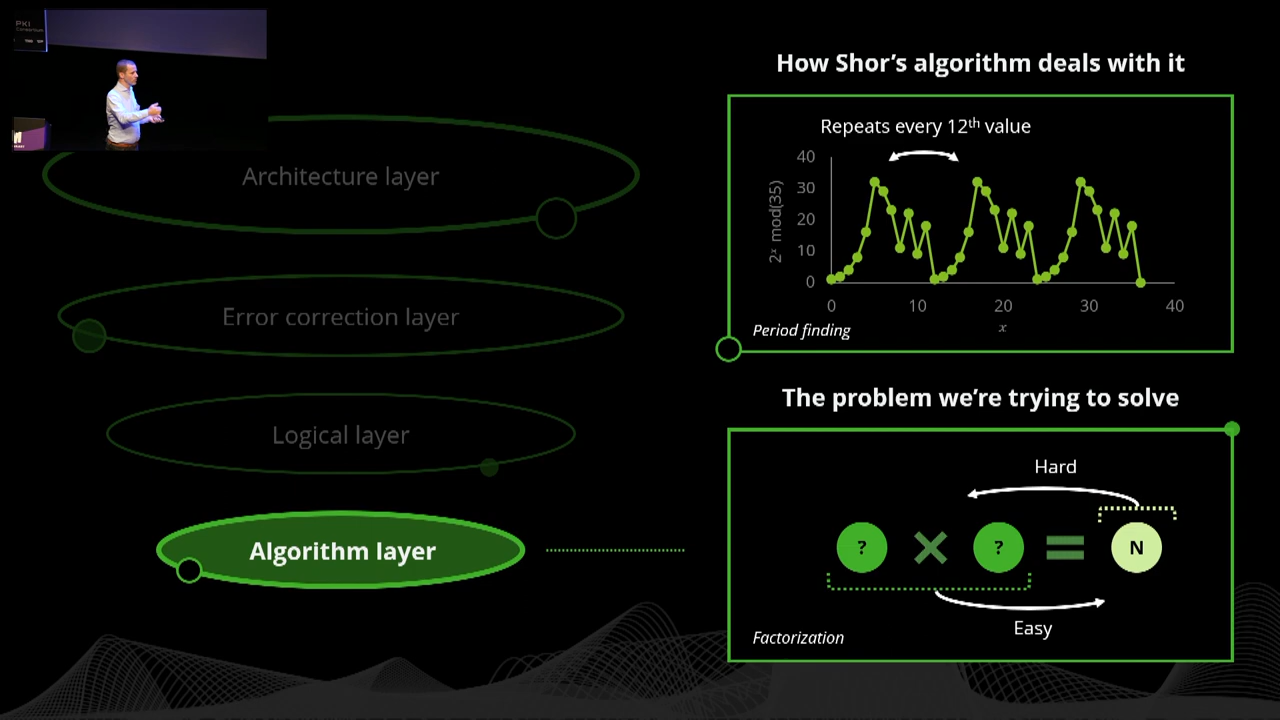 PKI
Consortium
Architecture layer
Error correction layer
Logical layer
Algorithm layer
How Shor’s algorithm deals with it
Repeats every 12th value
40
30
20
10
0
2ˣ mod(35)
0 10 20 30 40
x
Period finding
The problem we’re trying to solve
Hard
? × ? = N
Easy
Factorization